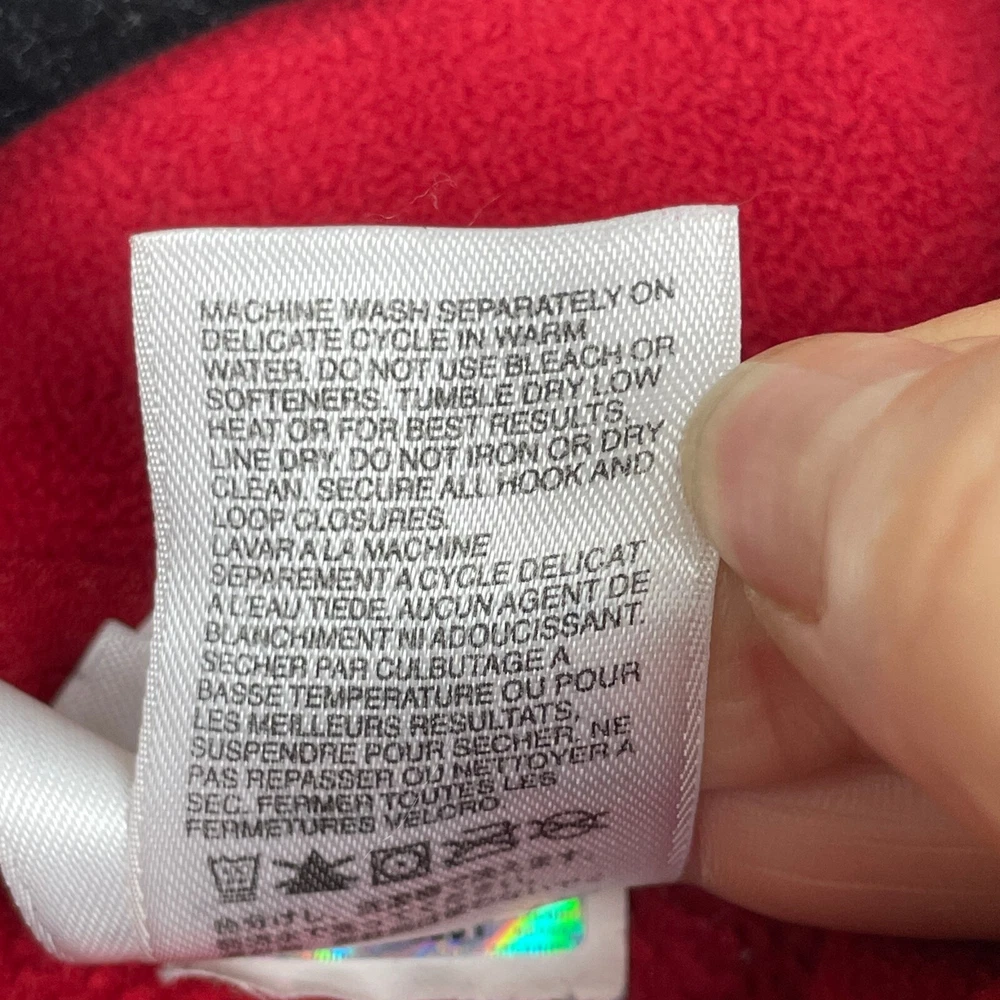 MACHINE WASH SEPARATELY ON
DELICATE CYCLE IN WARM
WATER. DO NOT USE BLEACH OR
SOFTENERS. TUMBLE DRY LOW
HEAT OR FOR BEST RESULTS,
LINE DRY. DO NOT IRON OR DRY
CLEAN. SECURE ALL HOOK AND
LOOP CLOSURES.
LAVAR A LA MACHINE
SEPAREMENT A CYCLE DELICAT
A L'EAU TIEDE. AUCUN AGENT DE
BLANCHIMENT NI ADOUCISSANT.
SECHER PAR CULBUTAGE A
BASSE TEMPERATURE OU POUR
LES MEILLEURS RESULTATS,
SUSPENDRE POUR SECHER. NE
PAS REPASSER OU NETTOYER A
SEC. FERMER TOUTES LES
FERMETURES VELCRO.